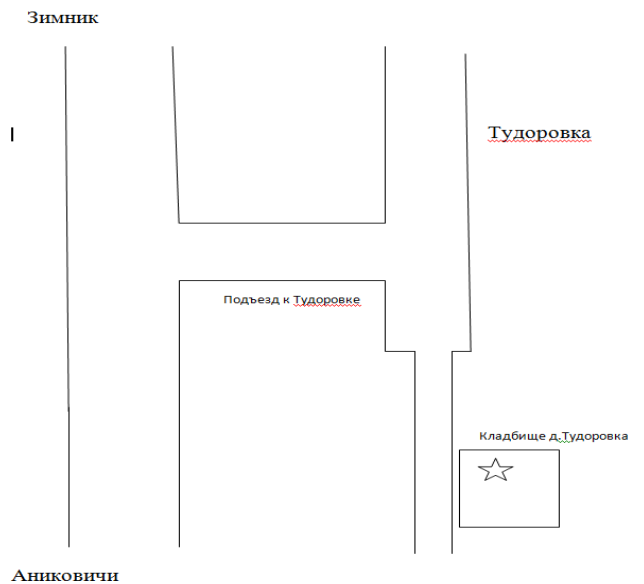 Зимник
Тудоровка
Подъезд к Тудоровке
Кладбище д.Тудоровка
Аниковичи